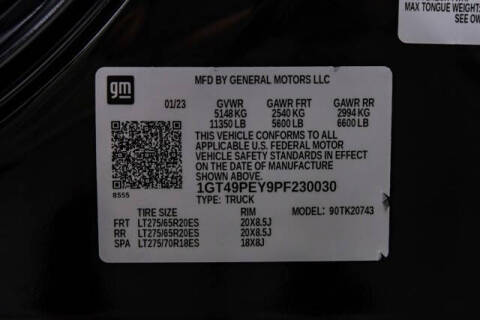 MAX TONGUE WEIGHT:
SEE OW
gm
MFD BY GENERAL MOTORS LLC
01/23 GVWR GAWR FRT GAWR RR
5148 KG 2540 KG 2994 KG
11350 LB 5600 LB 6600 LB
THIS VEHICLE CONFORMS TO ALL
APPLICABLE U.S. FEDERAL MOTOR
VEHICLE SAFETY STANDARDS IN EFFECT
ON THE DATE OF MANUFACTURE
SHOWN ABOVE.
1GT49PEY9PF230030
8555
TYPE: TRUCK
TIRE SIZE RIM MODEL: 90TK20743
FRT LT275/65R20ES 20X8.5J
RR LT275/65R20ES 20X8.5J
SPA LT275/70R18ES 18X8J